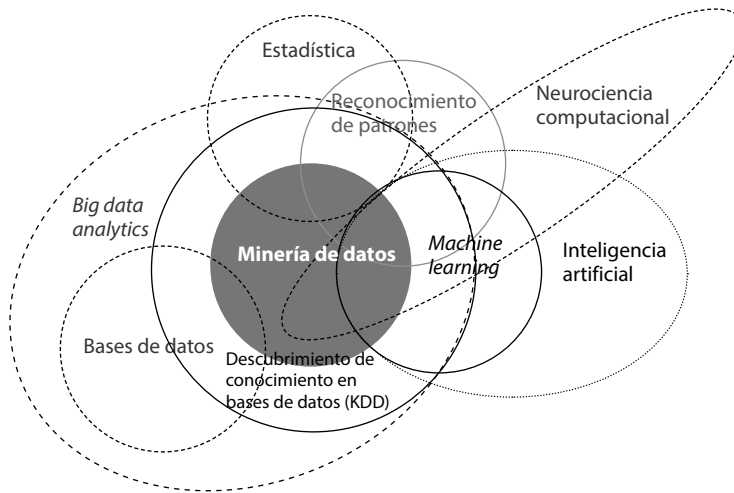 Estadística
Reconocimiento
de patrones
Neurociencia
computacional
Big data
analytics
Minería de datos
Machine
learning
Inteligencia
artificial
Bases de datos
Descubrimiento de
conocimiento en
bases de datos (KDD)